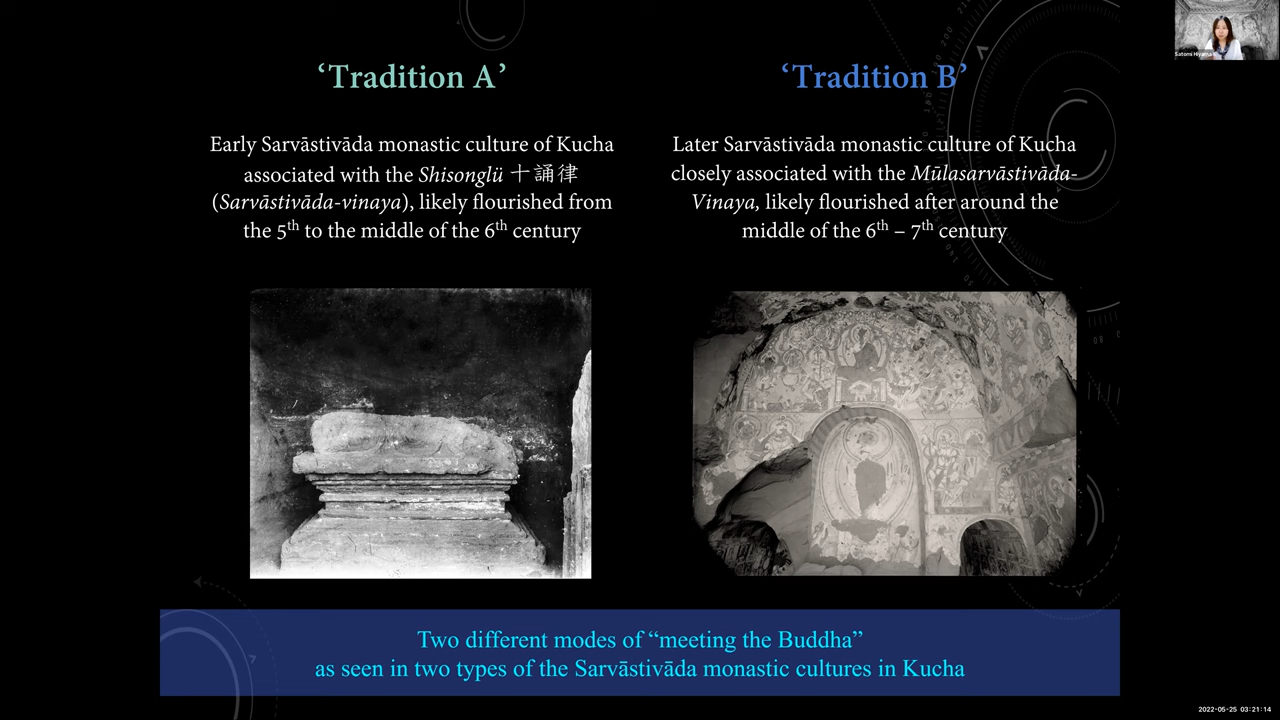 ‘Tradition A’
Early Sarvāstivāda monastic culture of Kucha
associated with the Shisonglü 十誦律
(Sarvāstivāda-vinaya), likely flourished from
the 5th to the middle of the 6th century
‘Tradition B’
Later Sarvāstivāda monastic culture of Kucha
closely associated with the Mūlasarvāstivāda-
Vinaya, likely flourished after around the
middle of the 6th – 7th century
Two different modes of “meeting the Buddha”
as seen in two types of the Sarvāstivāda monastic cultures in Kucha
Satomi Hiyama
2022-05-25 03:21:14